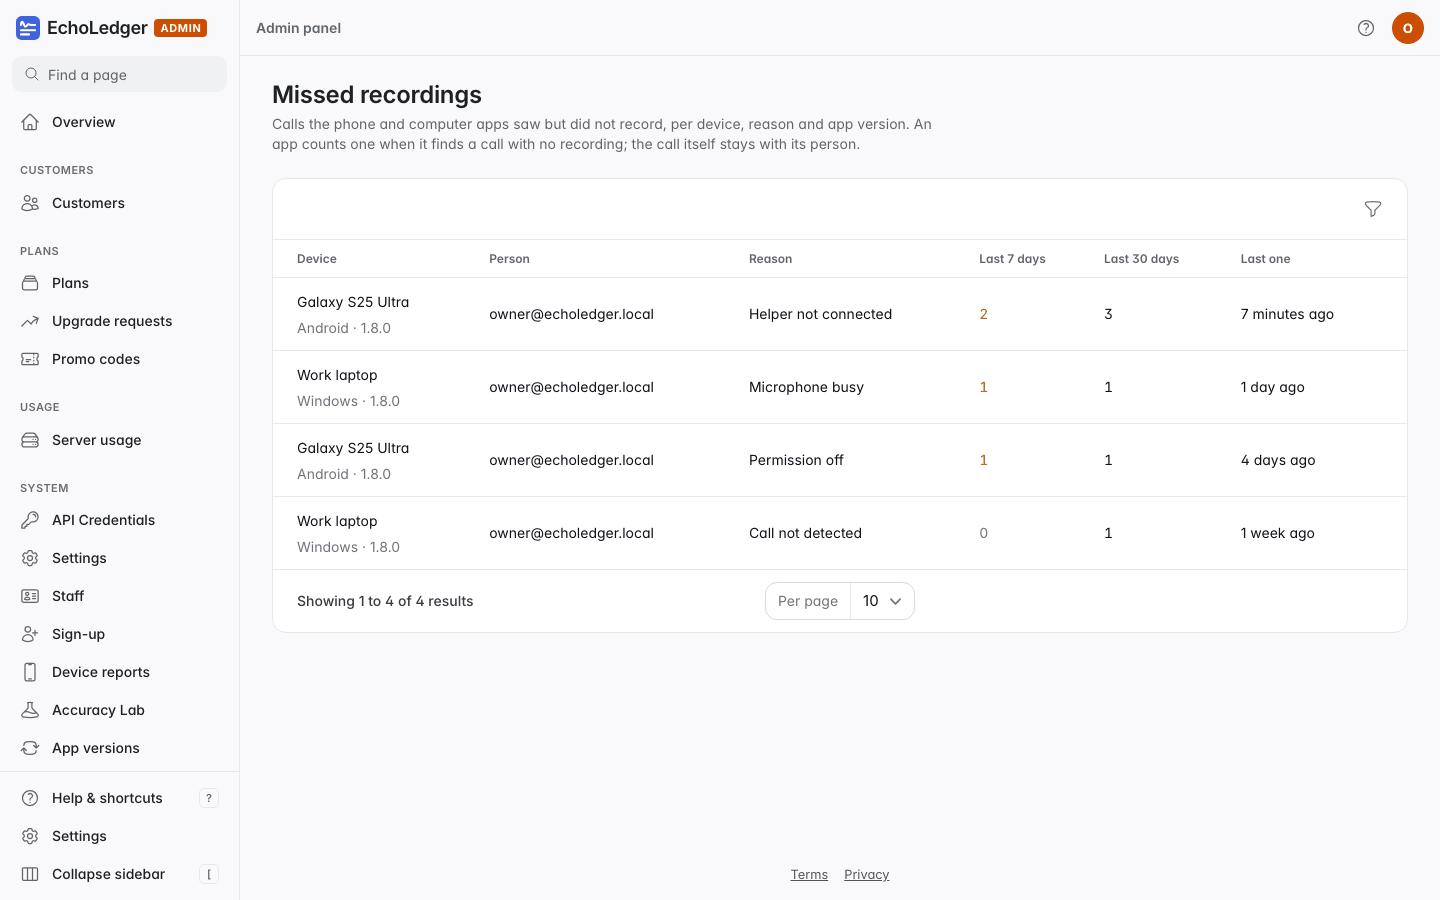 EchoLedger ADMIN
Find a page
Overview
CUSTOMERS
Customers
PLANS
Plans
Upgrade requests
Promo codes
USAGE
Server usage
SYSTEM
API Credentials
Settings
Staff
Sign-up
Device reports
Accuracy Lab
App versions
Help & shortcuts ?
Settings
Collapse sidebar [
Admin panel
O
Missed recordings
Calls the phone and computer apps saw but did not record, per device, reason and app version. An
app counts one when it finds a call with no recording; the call itself stays with its person.
Device Person Reason Last 7 days Last 30 days Last one
Galaxy S25 Ultra
Android · 1.8.0
owner@echoledger.local Helper not connected 2 3 7 minutes ago
Work laptop
Windows · 1.8.0
owner@echoledger.local Microphone busy 1 1 1 day ago
Galaxy S25 Ultra
Android · 1.8.0
owner@echoledger.local Permission off 1 1 4 days ago
Work laptop
Windows · 1.8.0
owner@echoledger.local Call not detected 0 1 1 week ago
Showing 1 to 4 of 4 results Per page 10
Terms Privacy